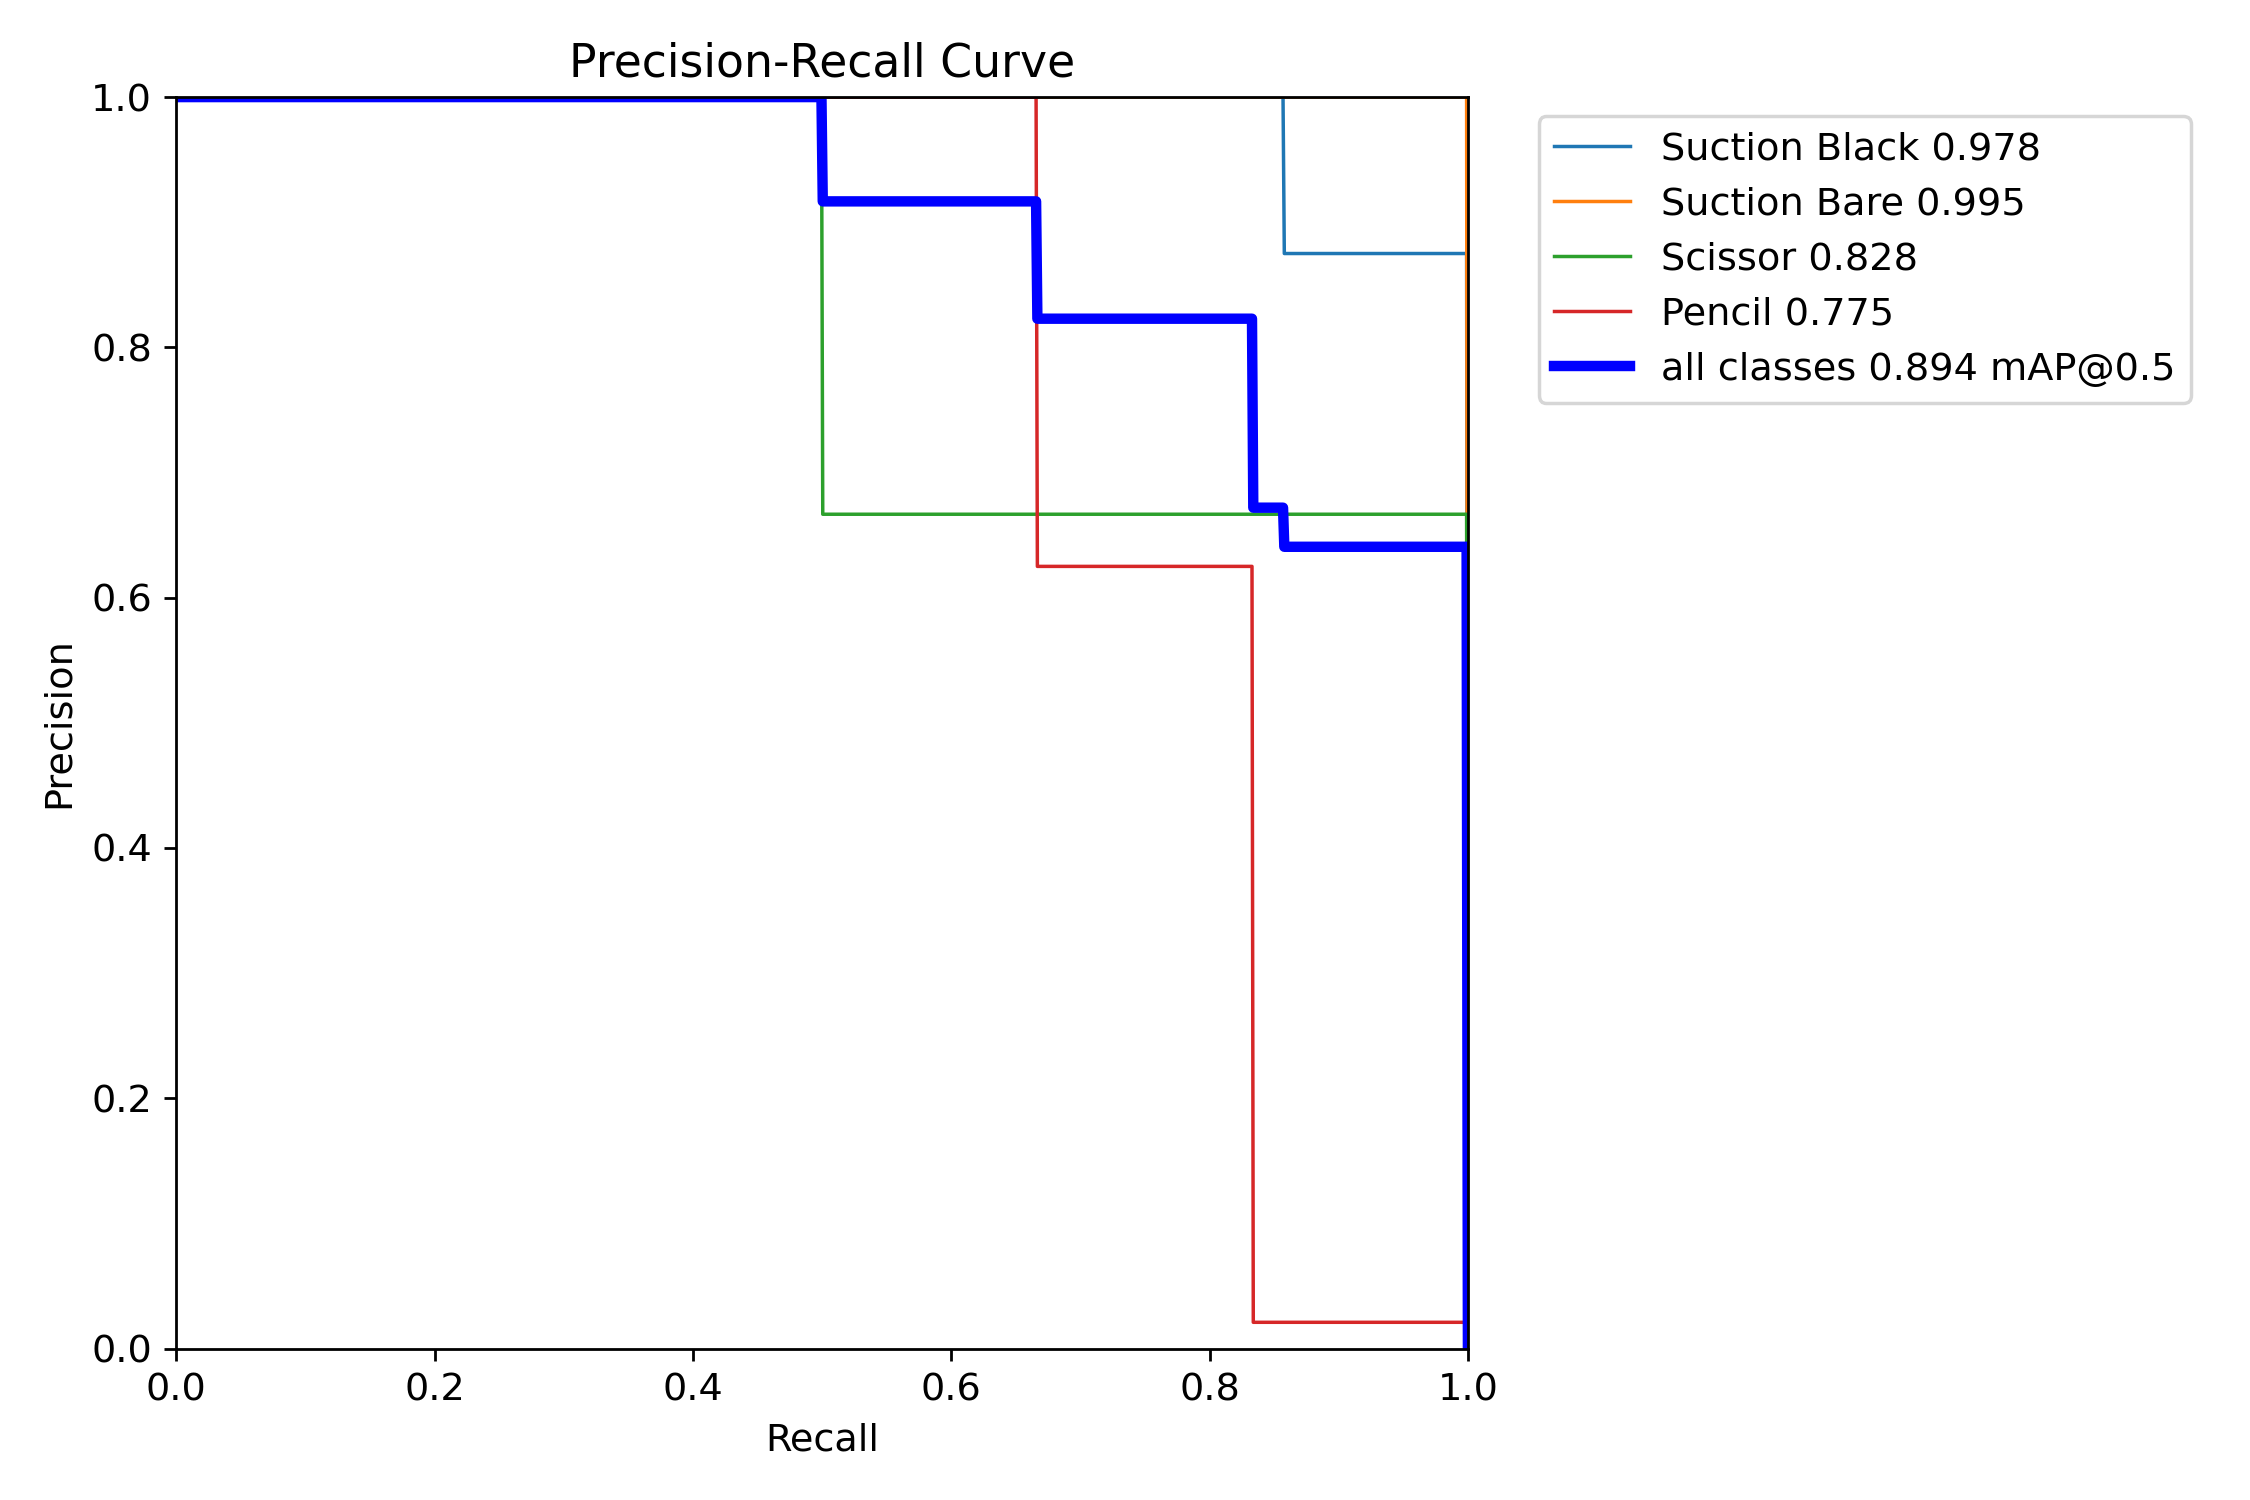 Precision-Recall Curve
1.0
0.8
0.6
0.4
0.2
0.0
Precision
0.0 0.2 0.4 0.6 0.8 1.0
Recall
Suction Black 0.978
Suction Bare 0.995
Scissor 0.828
Pencil 0.775
all classes 0.894 mAP@0.5